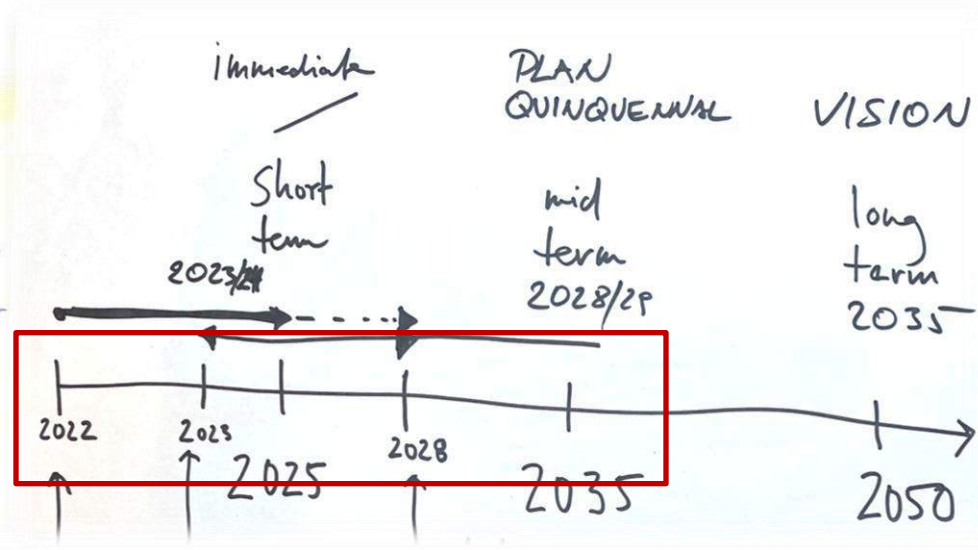 immediate
PLAN
QUINQUENNAL
VISION
Short
term
2023/24
mid
term
2028/29
long
term
2035
2022
2023
2025
2028
2035
2050